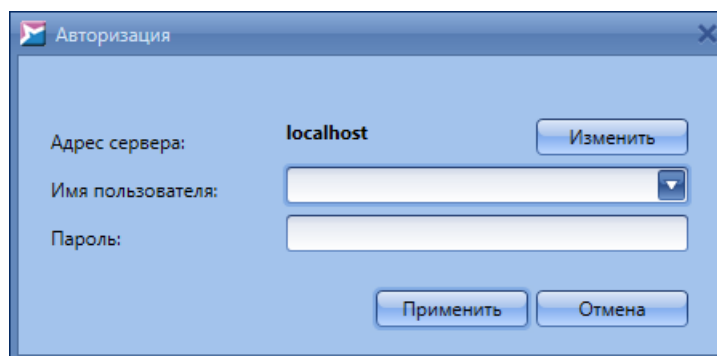 Авторизация
Адрес сервера: localhost Изменить
Имя пользователя:
Пароль:
Применить Отмена